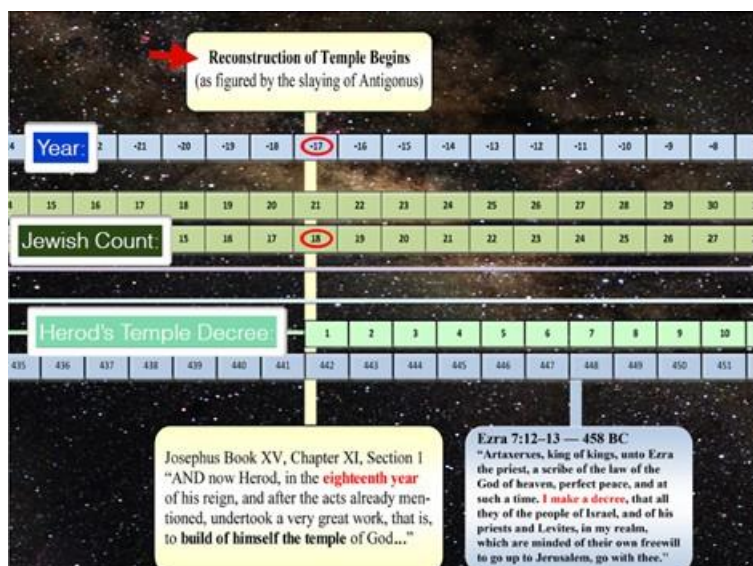 Reconstruction of Temple Begins
(as figured by the slaying of Antigonus)
Year: 2 -21 -20 -19 -18 -17 -16 -15 -14 -13 -12 -11 -10 -9 -8
15 16 17 18 19 20 21 22 23 24 25 26 27 28 29 30
Jewish Count: 15 16 17 18 19 20 21 22 23 24 25 26 27
Herod's Temple Decree: 1 2 3 4 5 6 7 8 9 10
435 436 437 438 439 440 441 442 443 444 445 446 447 448 449 450 451
Josephus Book XV, Chapter XI, Section 1
“AND now Herod, in the eighteenth year
of his reign, and after the acts already men-
tioned, undertook a very great work, that is,
to build of himself the temple of God...”
Ezra 7:12–13 — 458 BC
“Artaxerxes, king of kings, unto Ezra
the priest, a scribe of the law of the
God of heaven, perfect peace, and at
such a time. I make a decree, that all
they of the people of Israel, and of his
priests and Levites, in my realm,
which are minded of their own freewill
to go up to Jerusalem, go with thee.”